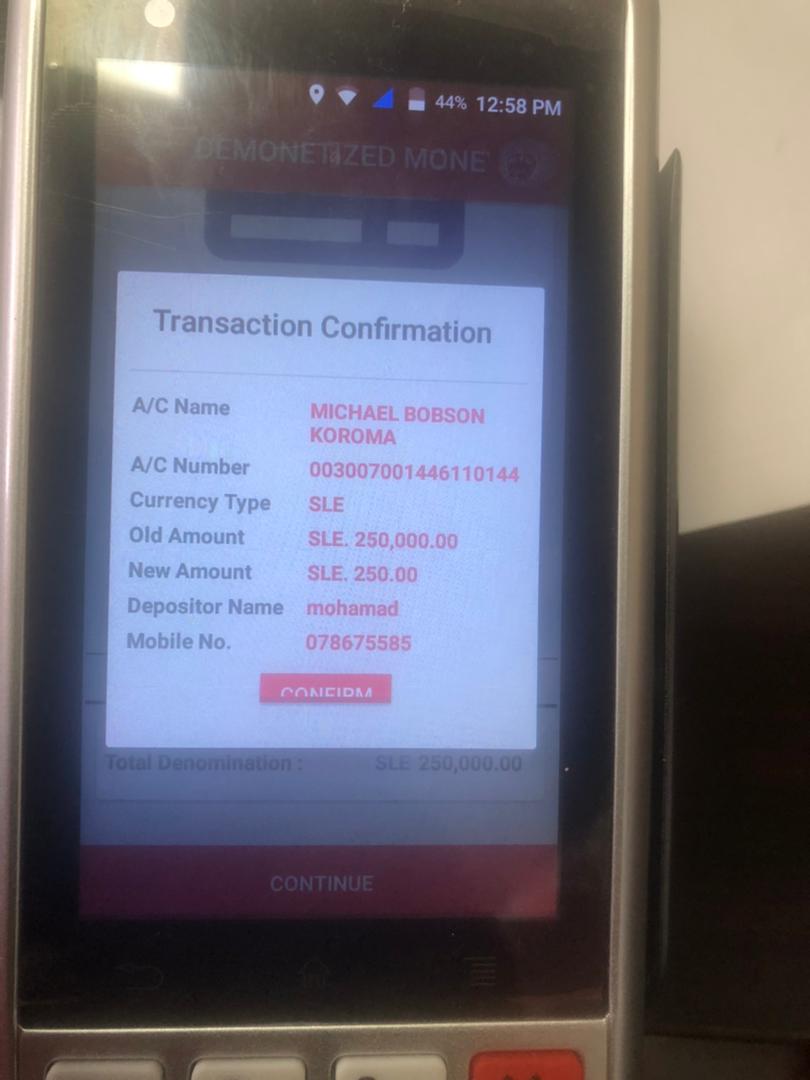 44% 12:58 PM
DEMONETIZED MONE
Transaction Confirmation
A/C Name MICHAEL BOBSON
KOROMA
A/C Number 003007001446110144
Currency Type SLE
Old Amount SLE. 250,000.00
New Amount SLE. 250.00
Depositor Name mohamad
Mobile No. 078675585
CONFIRM
Total Denomination : SLE 250,000.00
CONTINUE